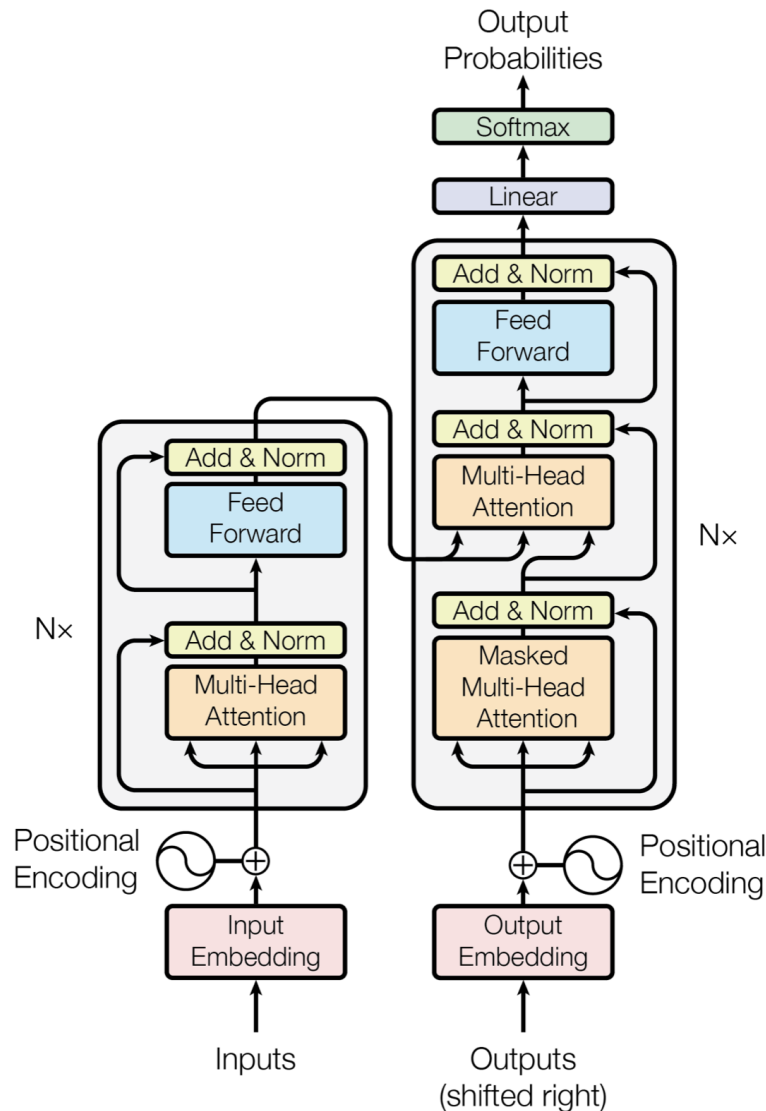 Output
Probabilities
Softmax
Linear
Add & Norm
Feed
Forward
Add & Norm
Multi-Head
Attention
Nx
Add & Norm
Masked
Multi-Head
Attention
Add & Norm
Feed
Forward
Nx
Add & Norm
Multi-Head
Attention
Positional
Encoding
Positional
Encoding
Input
Embedding
Output
Embedding
Inputs
Outputs
(shifted right)